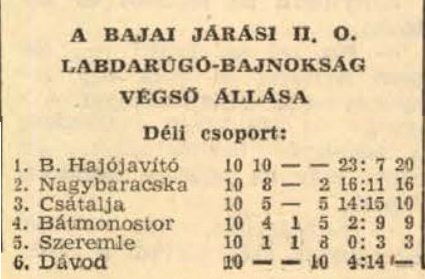 A BAJAI JÁRÁSI II. O.
LABDARÚGÓ-BAJNOKSÁG
VÉGSŐ ÁLLÁSA
Déli csoport:
1. B. Hajójavító 10 10 — — 23: 7 20
2. Nagybaracska 10 8 — 2 16:11 16
3. Csátalja 10 5 — 5 14:15 10
4. Bátmonostor 10 4 1 5 2: 9 9
5. Szeremle 10 1 1 8 0: 3 3
6. Dávod 10 — — 10 4:14 —